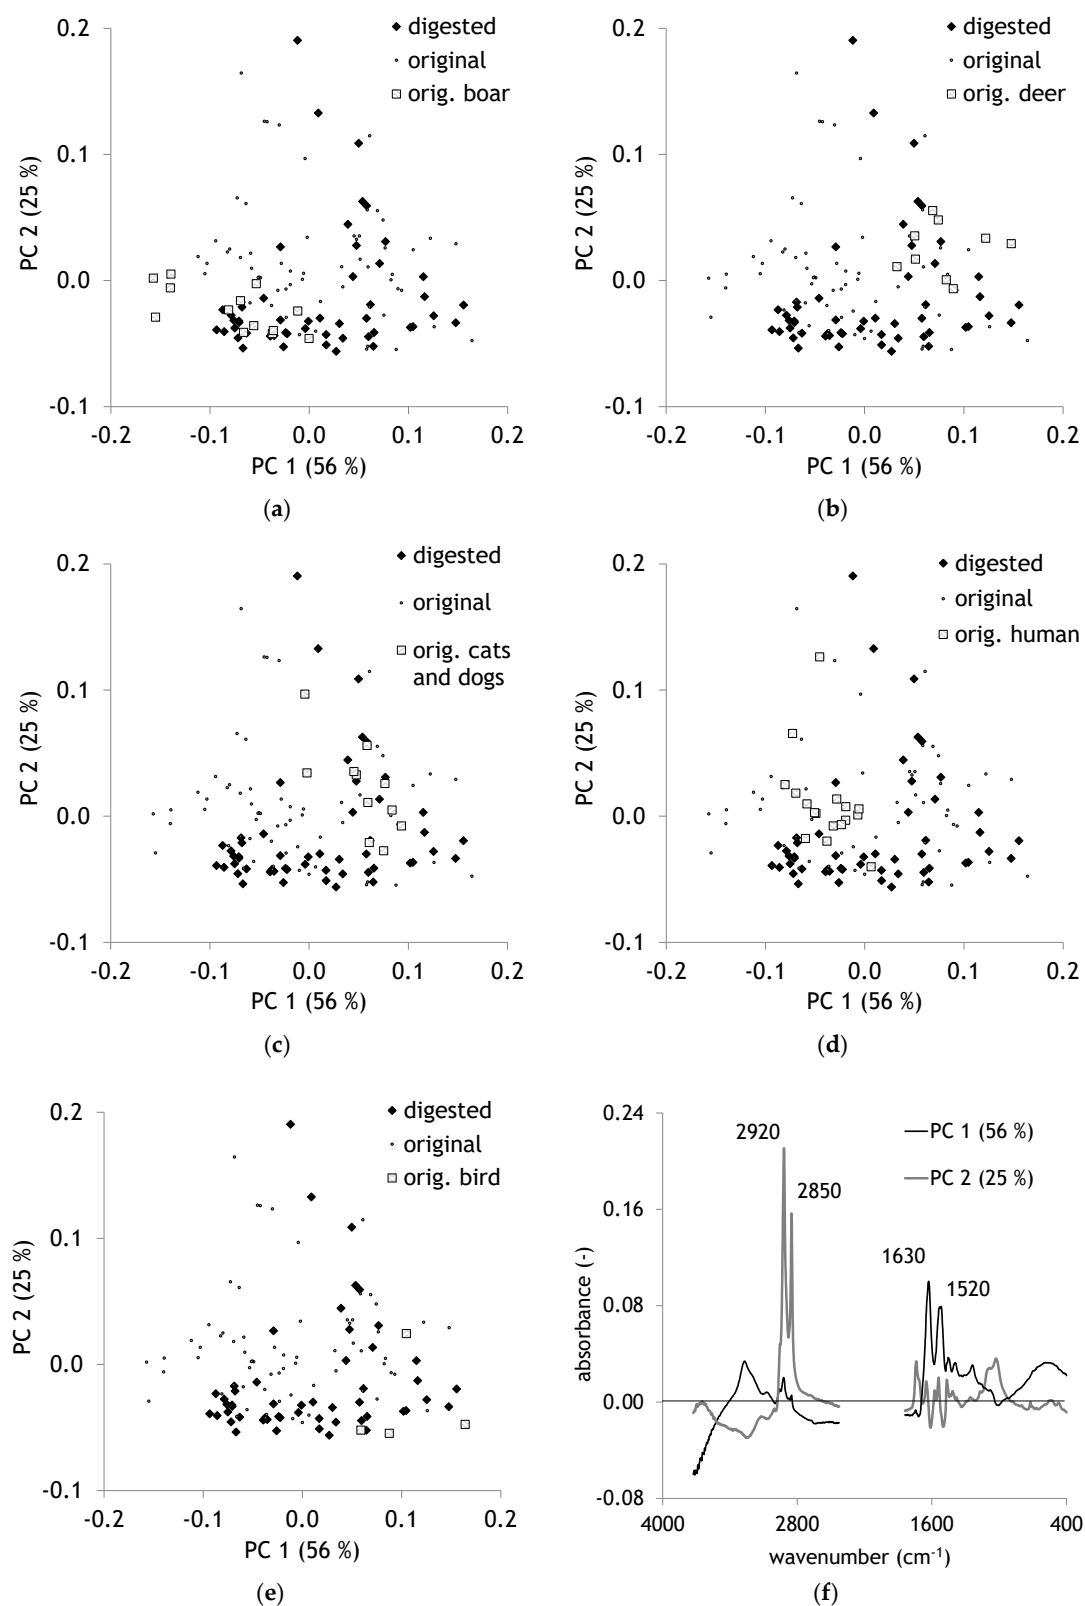 0.2
0.1
0.0
-0.1
-0.2
-0.1
0.0
0.1
0.2
PC 2 (25 %)
PC 1 (56 %)
digested
original
orig. boar
(a)
0.2
0.1
0.0
-0.1
-0.2
-0.1
0.0
0.1
0.2
PC 2 (25 %)
PC 1 (56 %)
digested
original
orig. deer
(b)
0.2
0.1
0.0
-0.1
-0.2
-0.1
0.0
0.1
0.2
PC 2 (25 %)
PC 1 (56 %)
digested
original
orig. cats
and dogs
(c)
0.2
0.1
0.0
-0.1
-0.2
-0.1
0.0
0.1
0.2
PC 2 (25 %)
PC 1 (56 %)
digested
original
orig. human
(d)
0.2
0.1
0.0
-0.1
-0.2
-0.1
0.0
0.1
0.2
PC 2 (25 %)
PC 1 (56 %)
digested
original
orig. bird
(e)
0.24
0.16
0.08
0.00
-0.08
4000
2800
1600
400
absorbance (-)
wavenumber (cm-1)
2920
2850
1630
1520
PC 1 (56 %)
PC 2 (25 %)
(f)